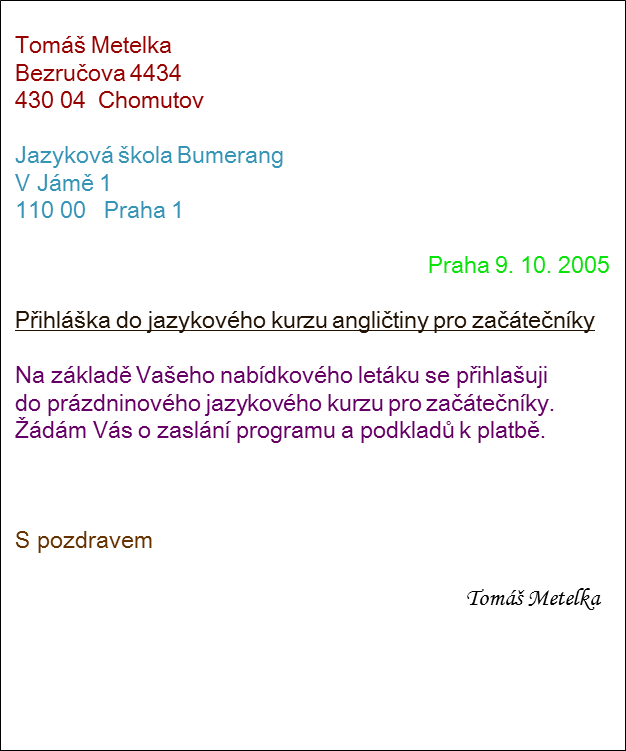 Tomáš Metelka
Bezručova 4434
430 04  Chomutov
Jazyková škola Bumerang
V Jámě 1
110 00   Praha 1
Praha 9. 10. 2005
Přihláška do jazykového kurzu angličtiny pro začátečníky
Na základě Vašeho nabídkového letáku se přihlašuji
do prázdninového jazykového kurzu pro začátečníky.
Žádám Vás o zaslání programu a podkladů k platbě.
S pozdravem
Tomáš Metelka